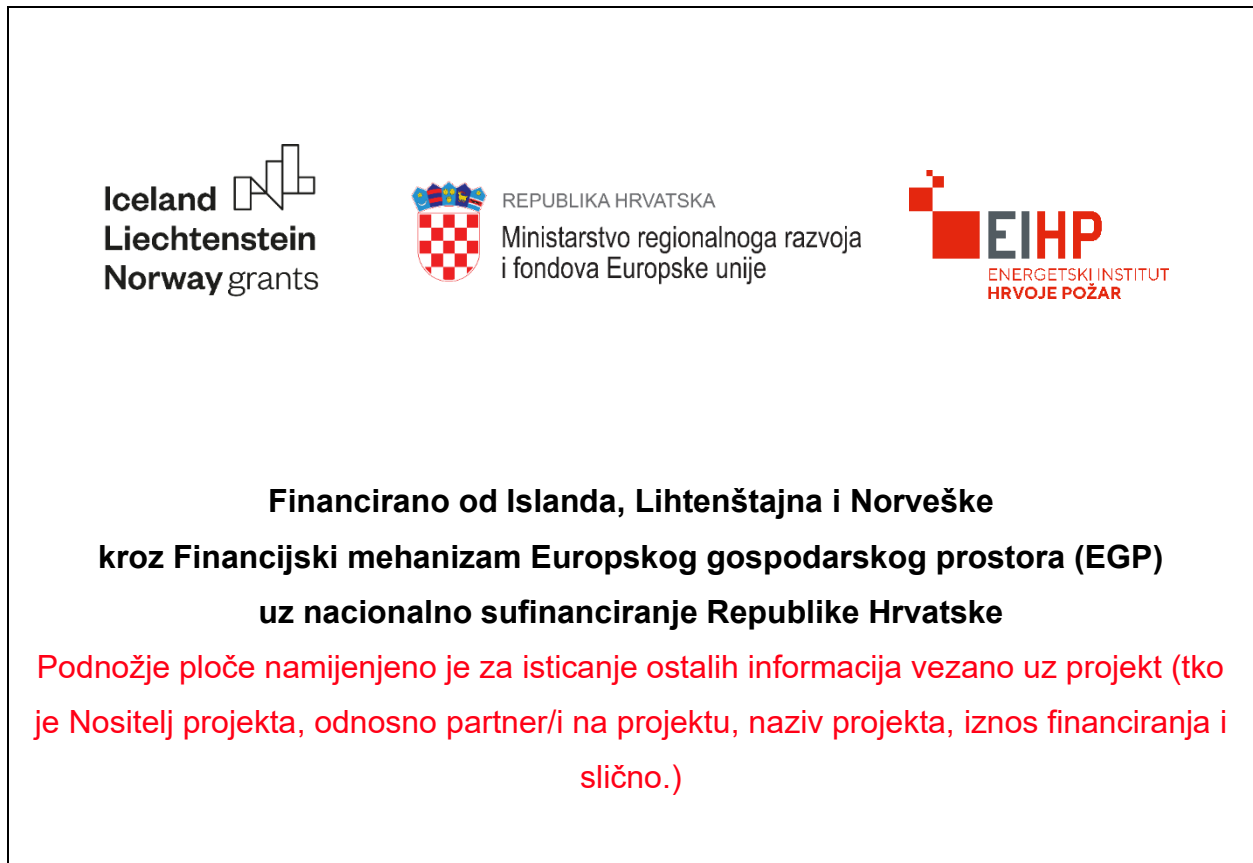 Iceland
Liechtenstein
Norway grants
REPUBLIKA HRVATSKA
Ministarstvo regionalnoga razvoja
i fondova Europske unije
EIHP
ENERGETSKI INSTITUT
HRVOJE POŽAR
Financirano od Islanda, Lihtenštajna i Norveške
kroz Financijski mehanizam Europskog gospodarskog prostora (EGP)
uz nacionalno sufinanciranje Republike Hrvatske
Podnožje ploče namijenjeno je za isticanje ostalih informacija vezano uz projekt (tko
je Nositelj projekta, odnosno partner/i na projektu, naziv projekta, iznos financiranja i
slično.)